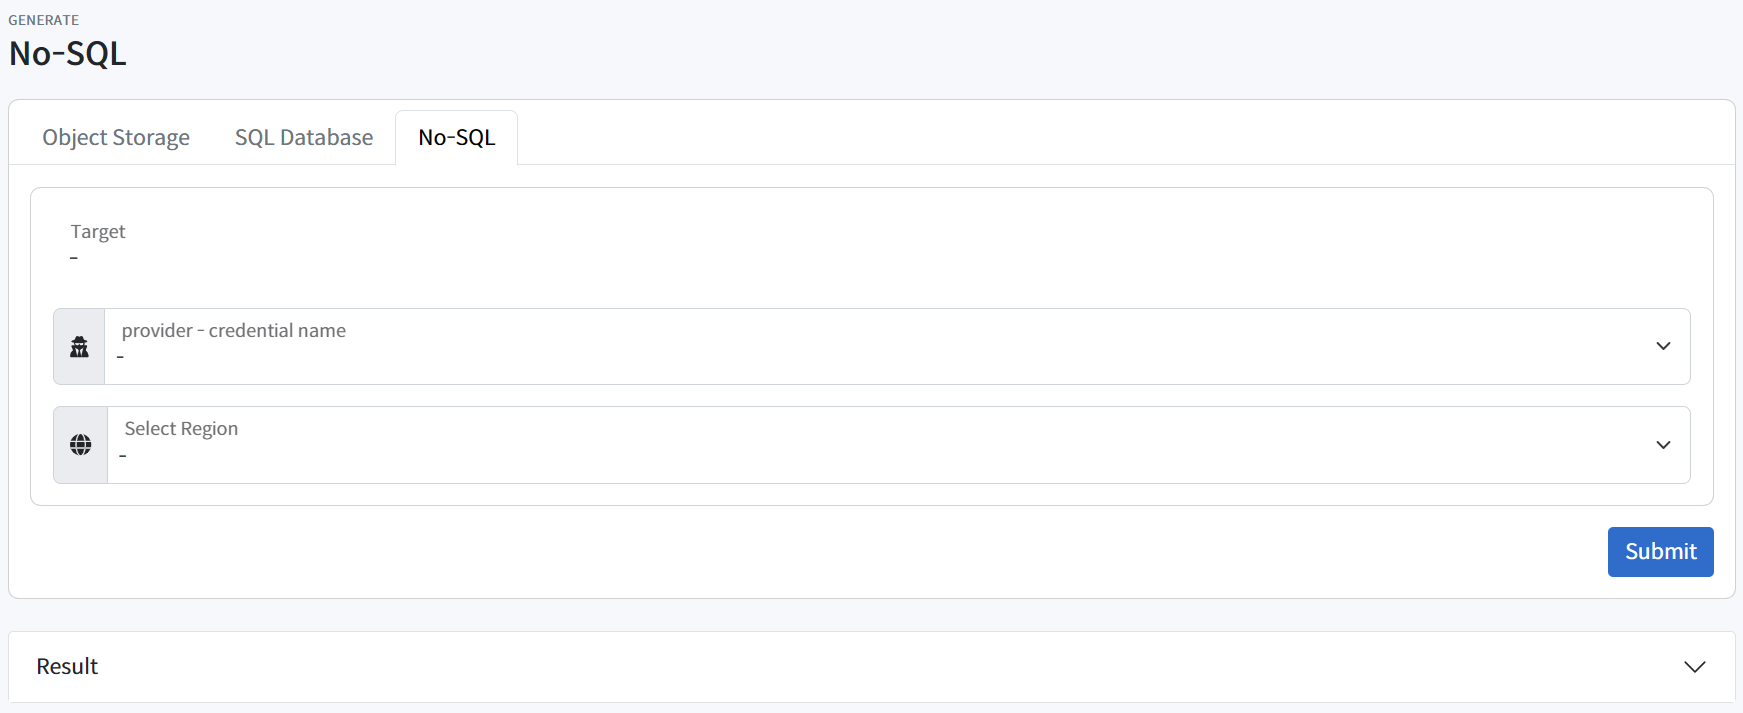 GENERATE
No-SQL
Object Storage
SQL Database
No-SQL
Target
-
provider - credential name
-
Select Region
-
Submit
Result